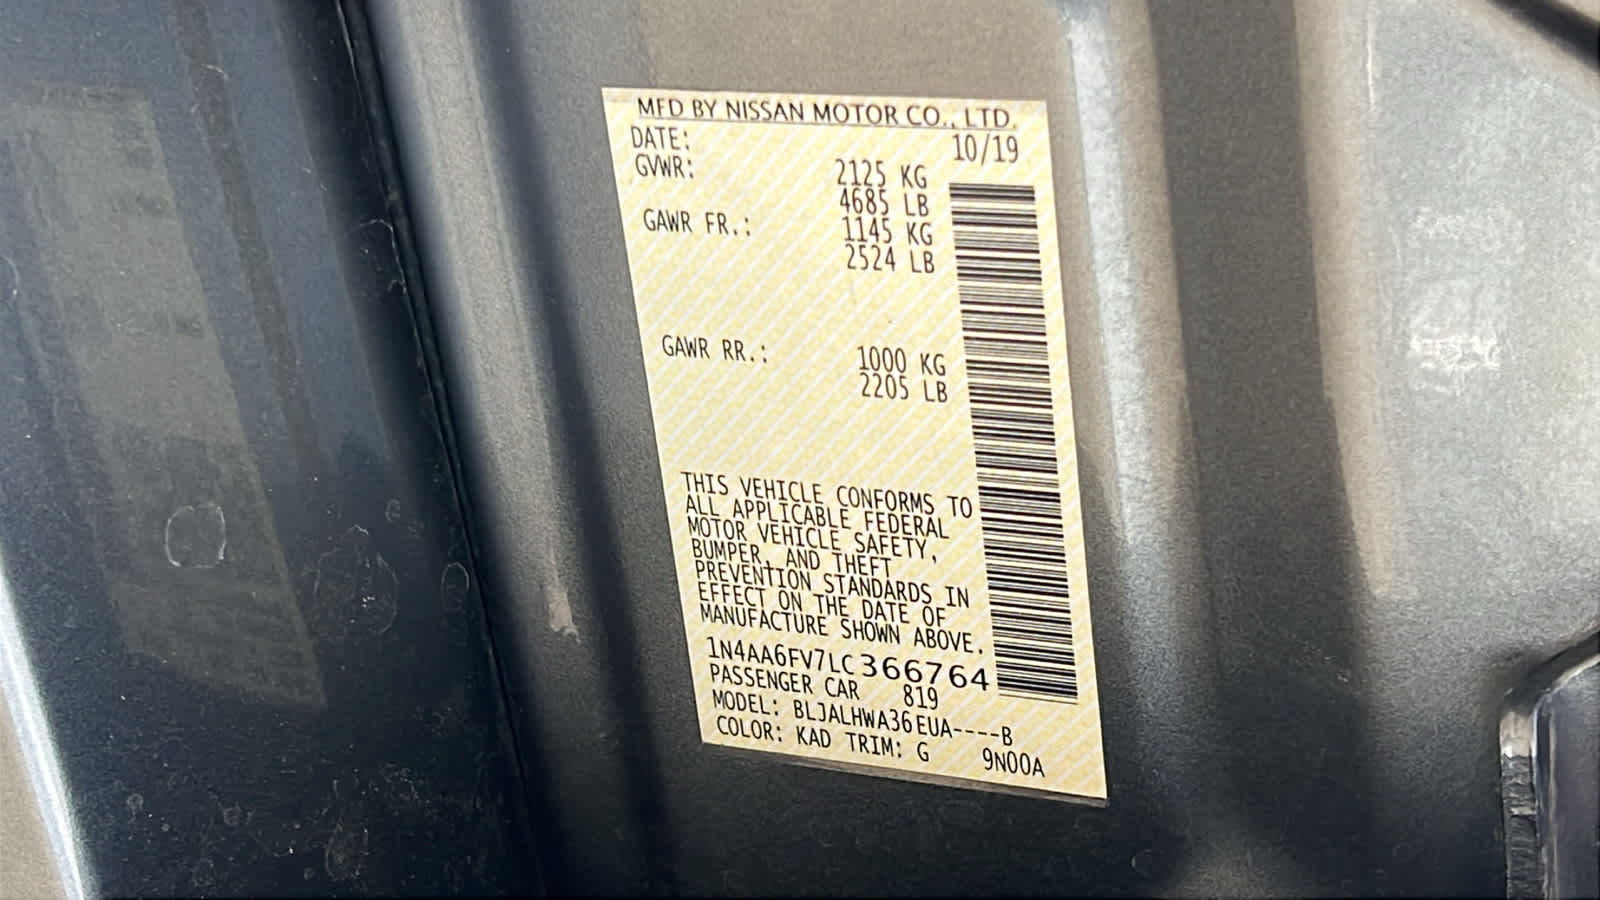 MFD BY NISSAN MOTOR CO., LTD.
DATE: 10/19
GVWR: 2125 KG
4685 LB
GAWR FR.: 1145 KG
2524 LB
GAWR RR.: 1000 KG
2205 LB
THIS VEHICLE CONFORMS TO
ALL APPLICABLE FEDERAL
MOTOR VEHICLE SAFETY,
BUMPER, AND THEFT
PREVENTION STANDARDS IN
EFFECT ON THE DATE OF
MANUFACTURE SHOWN ABOVE.
1N4AA6FV7LC366764
PASSENGER CAR 819
MODEL: BLJALHWA36EUA----B
COLOR: KAD TRIM: G 9N00A